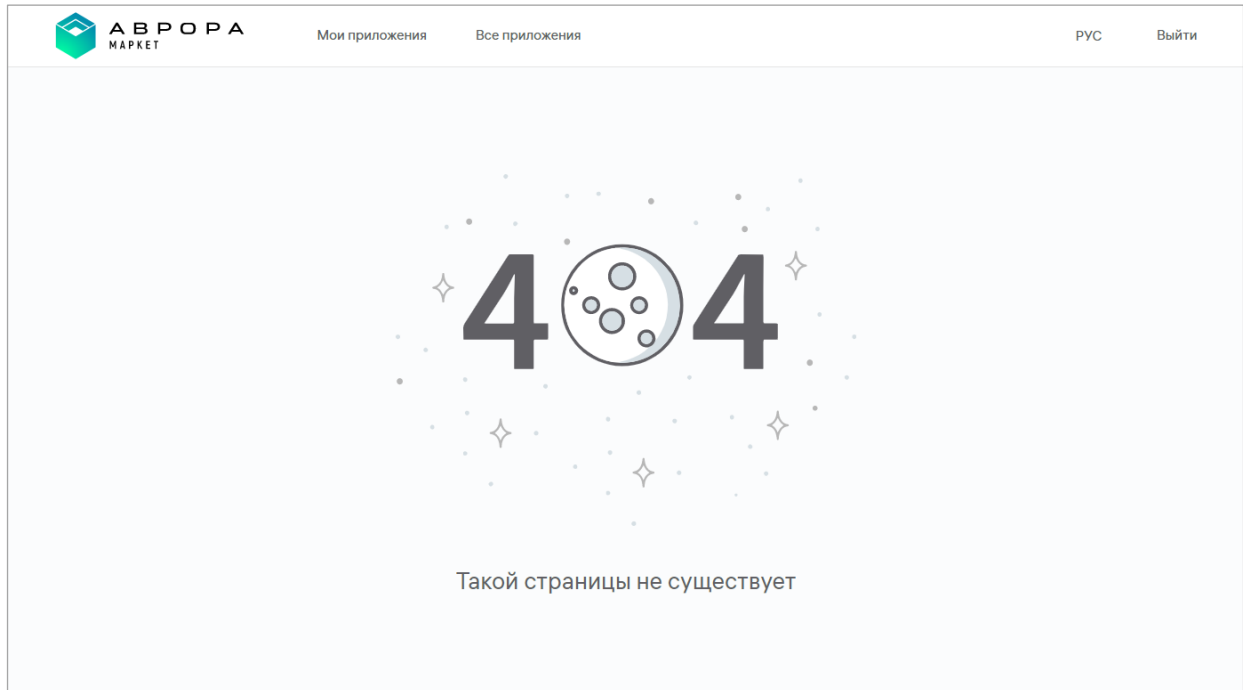 АВРОРА
МАРКЕТ
Мои приложения Все приложения РУС Выйти
404
Такой страницы не существует